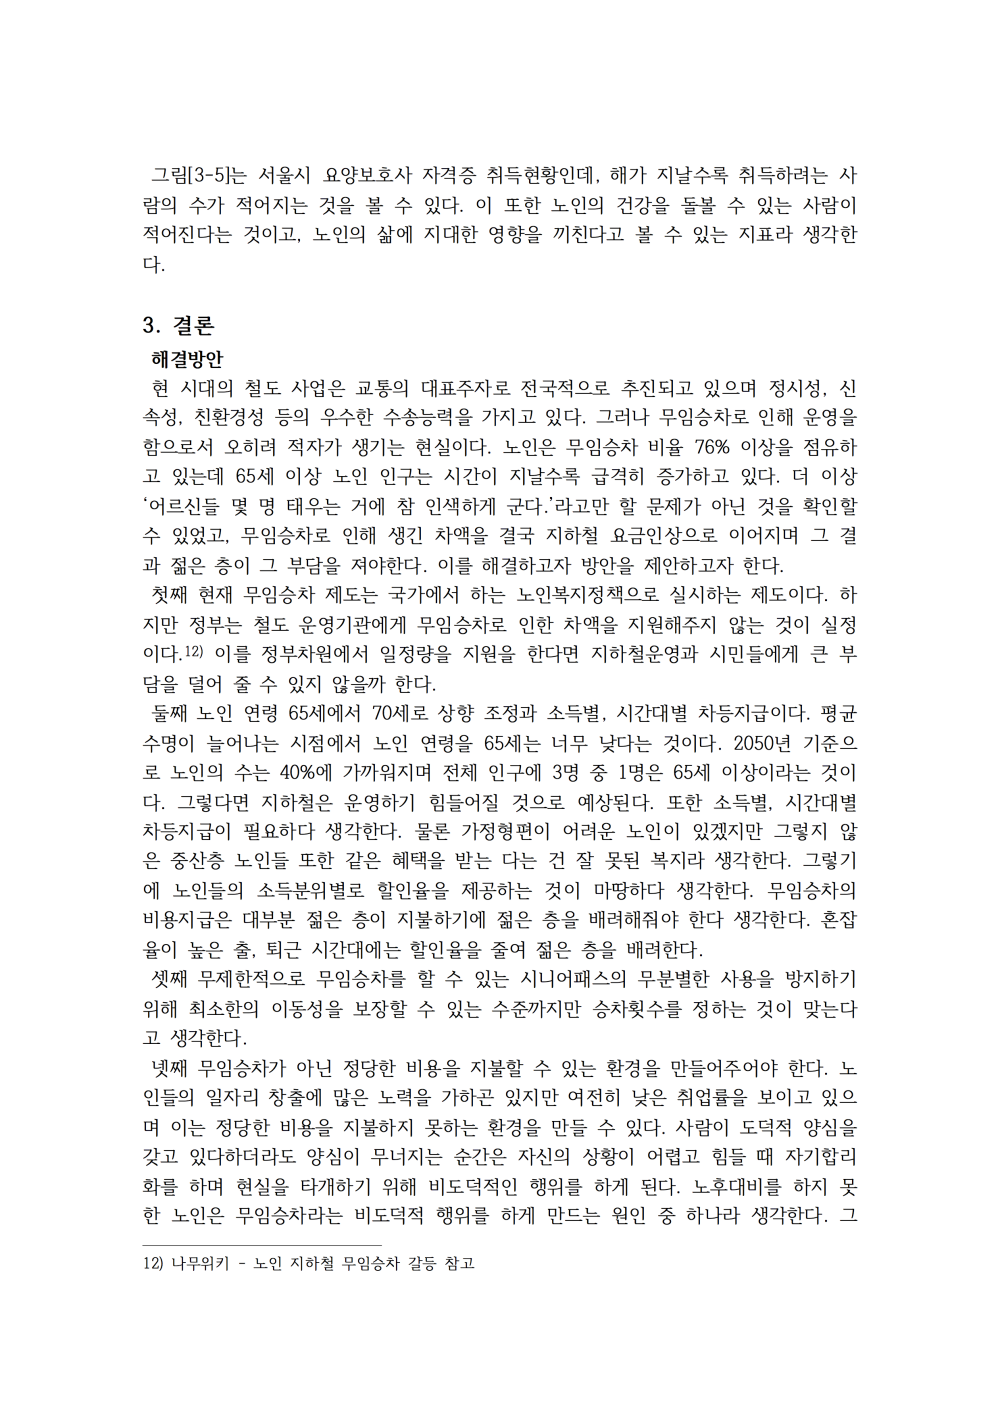 그림[3-5]는 서울시 요양보호사 자격증 취득현황인데, 해가 지날수록 취득하려는 사
람의 수가 적어지는 것을 볼 수 있다. 이 또한 노인의 건강을 돌볼 수 있는 사람이
적어진다는 것이고, 노인의 삶에 지대한 영향을 끼친다고 볼 수 있는 지표라 생각한
다.
3. 결론
해결방안
현 시대의 철도 사업은 교통의 대표주자로 전국적으로 추진되고 있으며 정시성, 신
속성, 친환경성 등의 우수한 수송능력을 가지고 있다. 그러나 무임승차로 인해 운영을
함으로서 오히려 적자가 생기는 현실이다. 노인은 무임승차 비율 76% 이상을 점유하
고 있는데 65세 이상 노인 인구는 시간이 지날수록 급격히 증가하고 있다. 더 이상
‘어르신들 몇 명 태우는 거에 참 인색하게 군다.’라고만 할 문제가 아닌 것을 확인할
수 있었고, 무임승차로 인해 생긴 차액을 결국 지하철 요금인상으로 이어지며 그 결
과 젊은 층이 그 부담을 져야한다. 이를 해결하고자 방안을 제안하고자 한다.
첫째 현재 무임승차 제도는 국가에서 하는 노인복지정책으로 실시하는 제도이다. 하
지만 정부는 철도 운영기관에게 무임승차로 인한 차액을 지원해주지 않는 것이 실정
이다.12) 이를 정부차원에서 일정량을 지원을 한다면 지하철운영과 시민들에게 큰 부
담을 덜어 줄 수 있지 않을까 한다.
둘째 노인 연령 65세에서 70세로 상향 조정과 소득별, 시간대별 차등지급이다. 평균
수명이 늘어나는 시점에서 노인 연령을 65세는 너무 낮다는 것이다. 2050년 기준으
로 노인의 수는 40%에 가까워지며 전체 인구에 3명 중 1명은 65세 이상이라는 것이
다. 그렇다면 지하철은 운영하기 힘들어질 것으로 예상된다. 또한 소득별, 시간대별
차등지급이 필요하다 생각한다. 물론 가정형편이 어려운 노인이 있겠지만 그렇지 않
은 중산층 노인들 또한 같은 혜택을 받는 다는 건 잘 못된 복지라 생각한다. 그렇기
에 노인들의 소득분위별로 할인율을 제공하는 것이 마땅하다 생각한다. 무임승차의
비용지급은 대부분 젊은 층이 지불하기에 젊은 층을 배려해줘야 한다 생각한다. 혼잡
율이 높은 출, 퇴근 시간대에는 할인율을 줄여 젊은 층을 배려한다.
셋째 무제한적으로 무임승차를 할 수 있는 시니어패스의 무분별한 사용을 방지하기
위해 최소한의 이동성을 보장할 수 있는 수준까지만 승차횟수를 정하는 것이 맞는다
고 생각한다.
넷째 무임승차가 아닌 정당한 비용을 지불할 수 있는 환경을 만들어주어야 한다. 노
인들의 일자리 창출에 많은 노력을 가하곤 있지만 여전히 낮은 취업률을 보이고 있으
며 이는 정당한 비용을 지불하지 못하는 환경을 만들 수 있다. 사람이 도덕적 양심을
갖고 있다하더라도 양심이 무너지는 순간은 자신의 상황이 어렵고 힘들 때 자기합리
화를 하며 현실을 타개하기 위해 비도덕적인 행위를 하게 된다. 노후대비를 하지 못
한 노인은 무임승차라는 비도덕적 행위를 하게 만드는 원인 중 하나라 생각한다. 그
12) 나무위키 - 노인 지하철 무임승차 갈등 참고